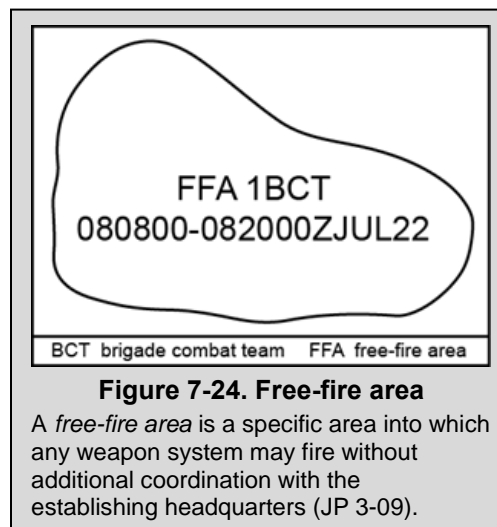 FFA 1BCT
080800-082000ZJUL22
BCT brigade combat team FFA free-fire area
Figure 7-24. Free-fire area
A free-fire area is a specific area into which
any weapon system may fire without
additional coordination with the
establishing headquarters (JP 3-09).